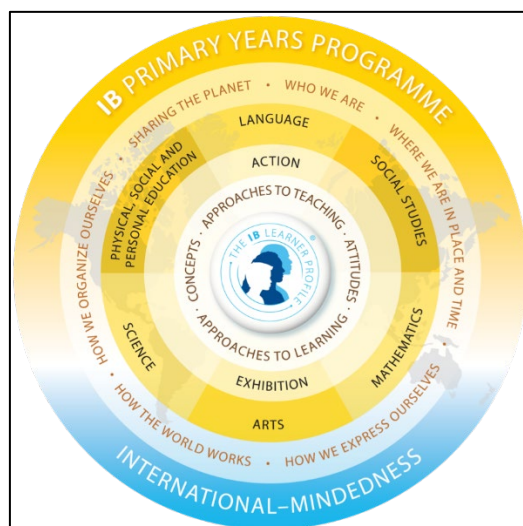 IB PRIMARY YEARS PROGRAMME
SHARING THE PLANET • WHO WE ARE • WHERE WE ARE IN PLACE AND TIME • HOW WE EXPRESS OURSELVES • HOW THE WORLD WORKS • HOW WE ORGANIZE OURSELVES •
LANGUAGE
SOCIAL STUDIES
MATHEMATICS
ARTS
SCIENCE
PHYSICAL, SOCIAL AND
PERSONAL EDUCATION
ACTION
EXHIBITION
APPROACHES TO TEACHING · ATTITUDES · APPROACHES TO LEARNING · CONCEPTS ·
• THE IB LEARNER PROFILE • ®
INTERNATIONAL–MINDEDNESS